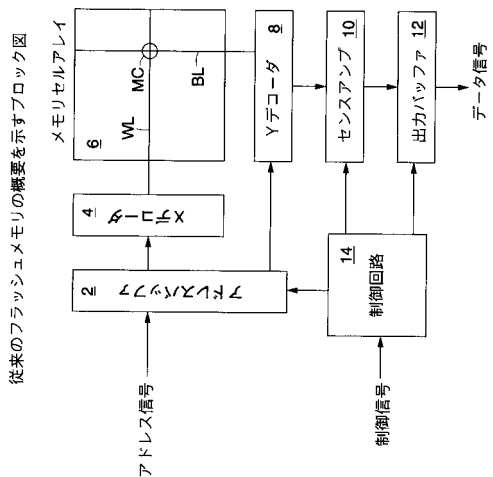 従来のフラッシュメモリの概要を示すブロック図
メモリセルアレイ
6
MC
WL
BL
4
Xデコーダ
8
Yデコーダ
2
アドレスバッファ
アドレス信号
10
センスアンプ
12
出力バッファ
データ信号
14
制御回路
制御信号